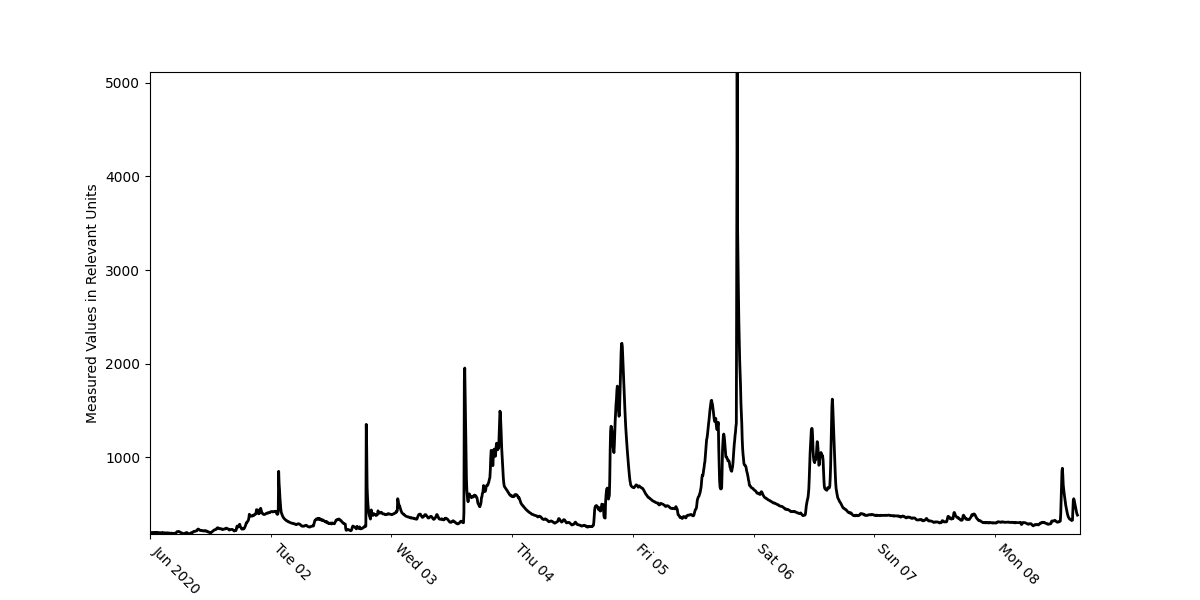 5000
4000
3000
2000
1000
Measured Values in Relevant Units
Jun 2020
Tue 02
Wed 03
Thu 04
Fri 05
Sat 06
Sun 07
Mon 08